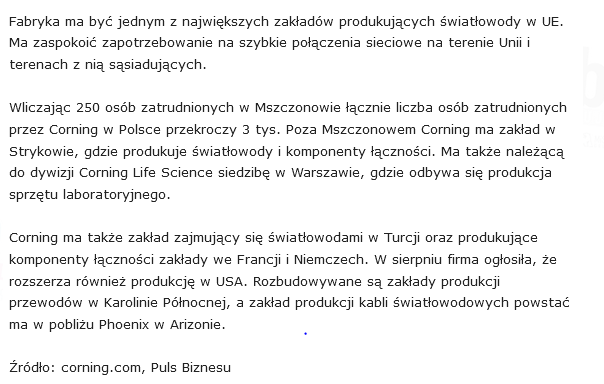 Fabryka ma być jednym z największych zakładów produkujących światłowody w UE.
Ma zaspokoić zapotrzebowanie na szybkie połączenia sieciowe na terenie Unii i
terenach z nią sąsiadujących.
Wliczając 250 osób zatrudnionych w Mszczonowie łącznie liczba osób zatrudnionych
przez Corning w Polsce przekroczy 3 tys. Poza Mszczonowem Corning ma zakład w
Strykowie, gdzie produkuje światłowody i komponenty łączności. Ma także należącą
do dywizji Corning Life Science siedzibę w Warszawie, gdzie odbywa się produkcja
sprzętu laboratoryjnego.
Corning ma także zakład zajmujący się światłowodami w Turcji oraz produkujące
komponenty łączności zakłady we Francji i Niemczech. W sierpniu firma ogłosiła, że
rozszerza również produkcję w USA. Rozbudowywane są zakłady produkcji
przewodów w Karolinie Północnej, a zakład produkcji kabli światłowodowych powstać
ma w pobliżu Phoenix w Arizonie.
Źródło: corning.com, Puls Biznesu